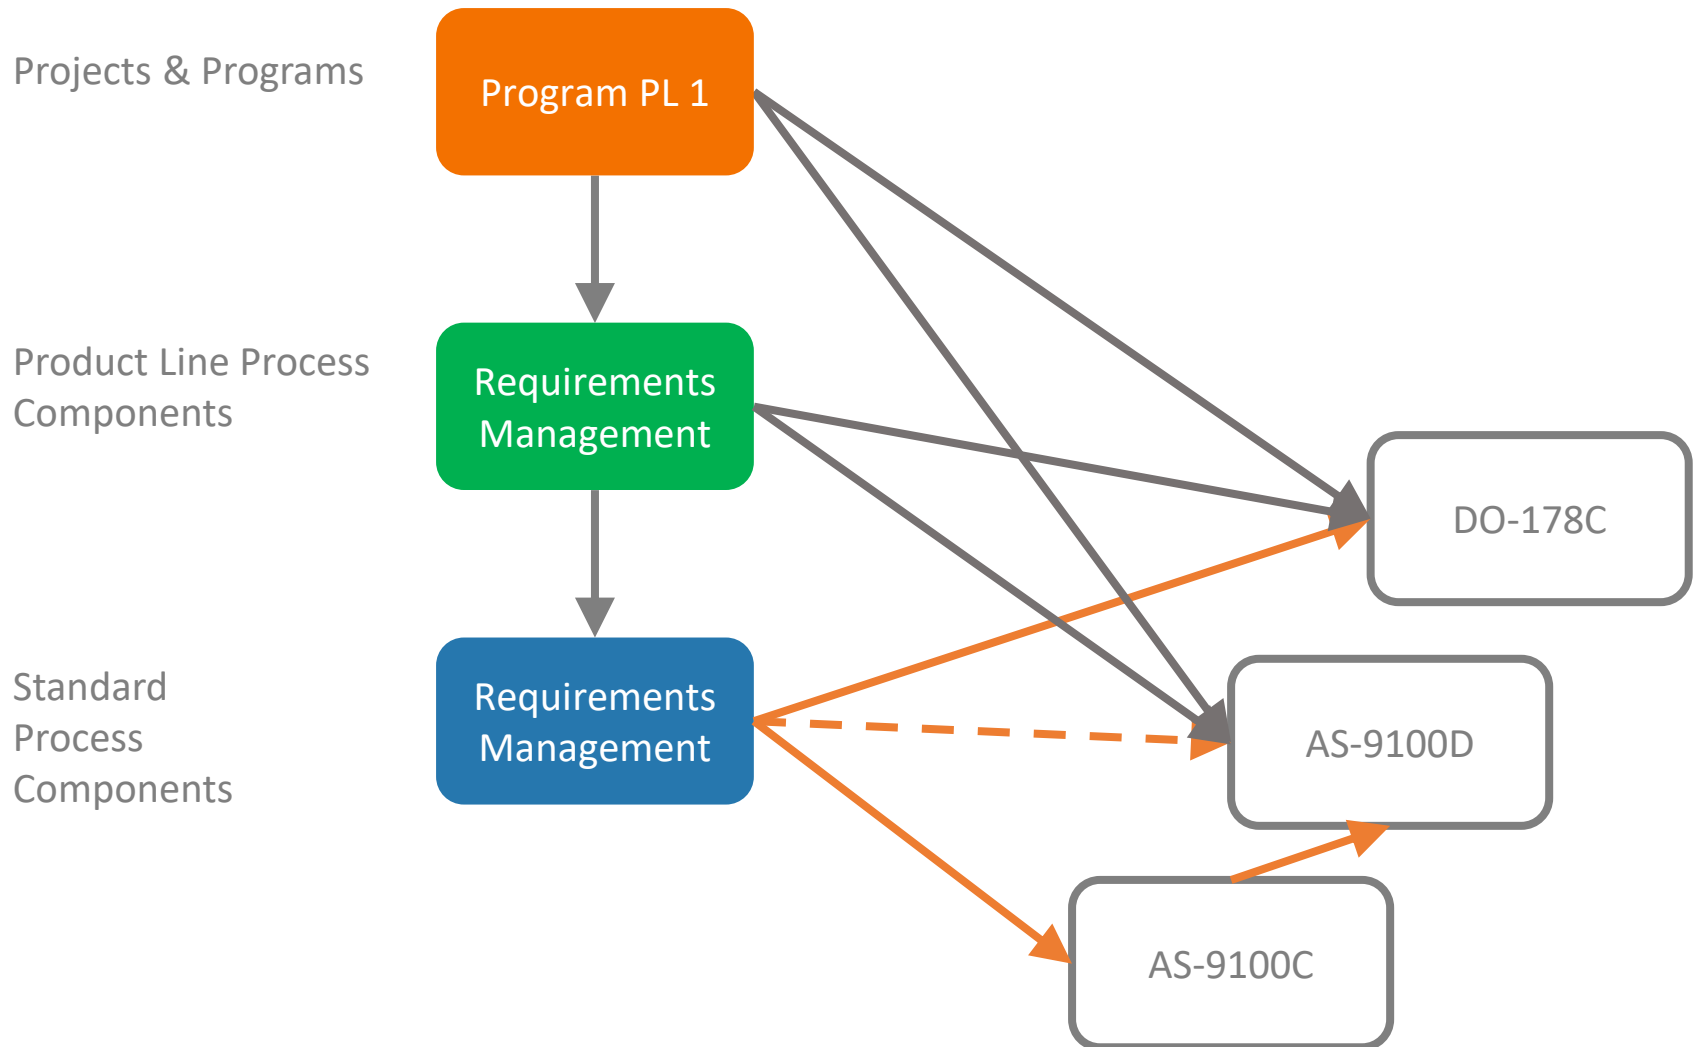 Projects & Programs
Program PL 1
Product Line Process
Components
Requirements
Management
DO-178C
Standard
Process
Components
Requirements
Management
AS-9100D
AS-9100C